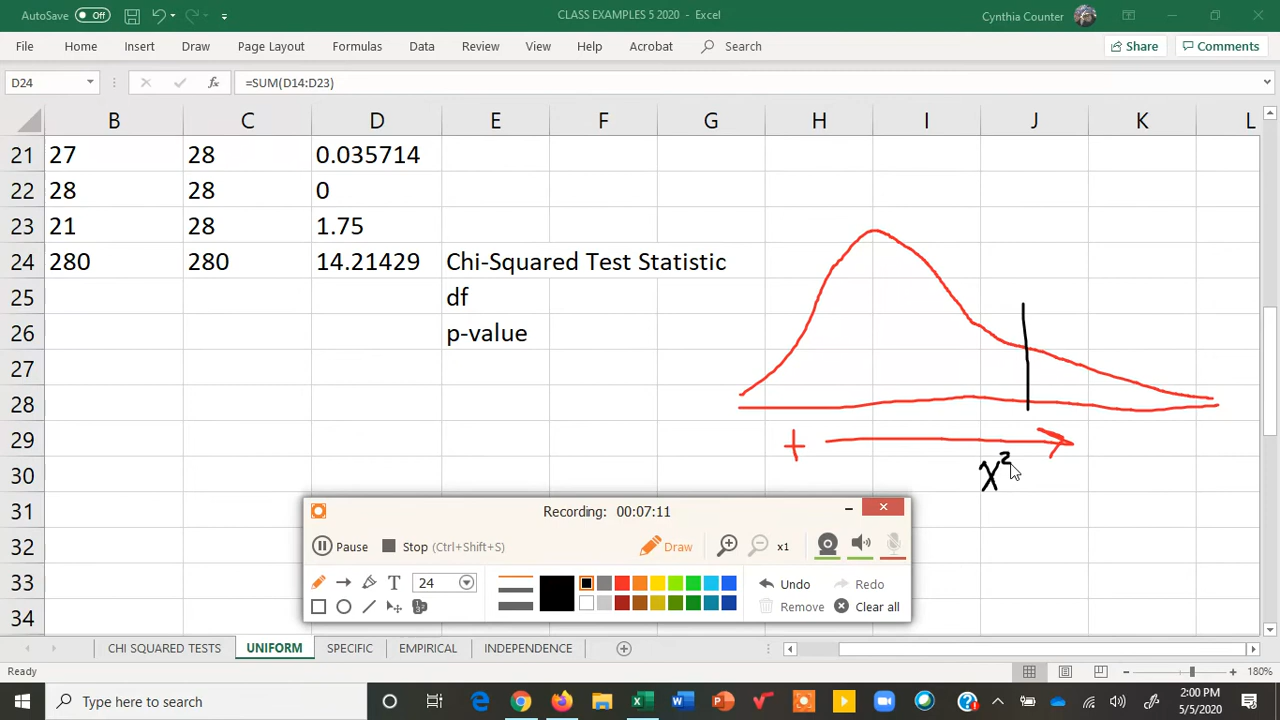 AutoSave Off
CLASS EXAMPLES 5 2020 - Excel
Cynthia Counter
File Home Insert Draw Page Layout Formulas Data Review View Help Acrobat Search Share Comments
D24 fx =SUM(D14:D23)
B C D E F G H I J K L
21 27 28 0.035714
22 28 28 0
23 21 28 1.75
24 280 280 14.21429 Chi-Squared Test Statistic
25 df
26 p-value
27
28
29 +
30 X²
31
32
33
34
Recording: 00:07:11
Pause Stop (Ctrl+Shift+S) Draw x1
T 24 Undo Redo
Remove Clear all
CHI SQUARED TESTS UNIFORM SPECIFIC EMPIRICAL INDEPENDENCE
Ready 180%
Type here to search
2:00 PM
5/5/2020